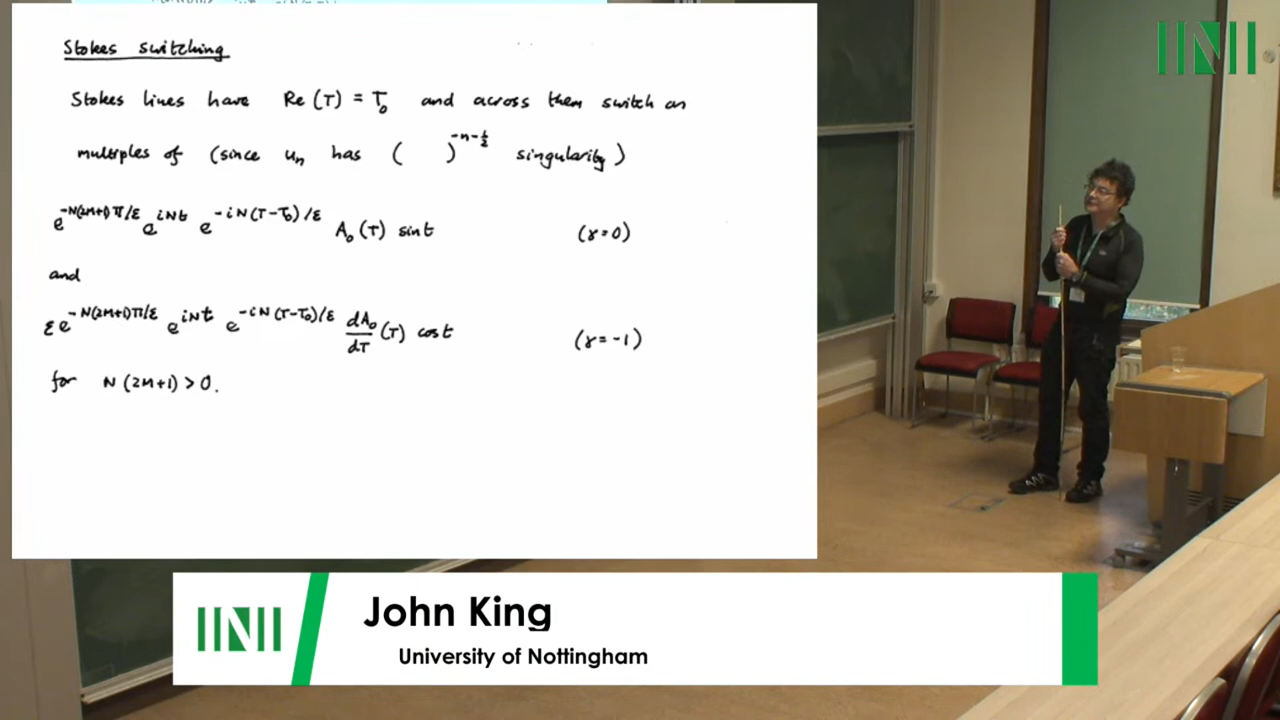 Stokes switching
Stokes lines have Re(T) = T₀ and across them switch on
multiples of (since uₙ has ( )^{-n-½} singularity)
e^{-N(2M+1)π/ε} e^{iNt} e^{-iN(T-T₀)/ε} A₀(T) sin t (γ=0)
and
ε e^{-N(2M+1)π/ε} e^{iNt} e^{-iN(T-T₀)/ε} dA₀/dT (T) cos t (γ=-1)
for N(2M+1) > 0.
John King
University of Nottingham